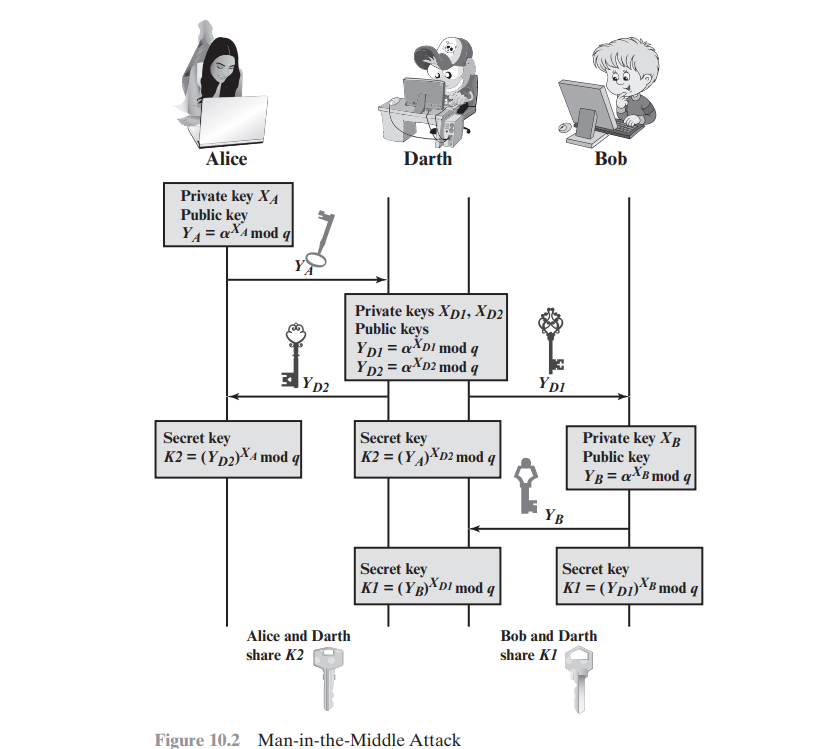 Alice
Darth
Bob
Private key X_A
Public key
Y_A = α^X_A mod q
Y_A
Private keys X_D1, X_D2
Public keys
Y_D1 = α^X_D1 mod q
Y_D2 = α^X_D2 mod q
Y_D2
Y_D1
Secret key
K2 = (Y_D2)^X_A mod q
Secret key
K2 = (Y_A)^X_D2 mod q
Private key X_B
Public key
Y_B = α^X_B mod q
Y_B
Secret key
K1 = (Y_B)^X_D1 mod q
Secret key
K1 = (Y_D1)^X_B mod q
Alice and Darth
share K2
Bob and Darth
share K1
Figure 10.2 Man-in-the-Middle Attack